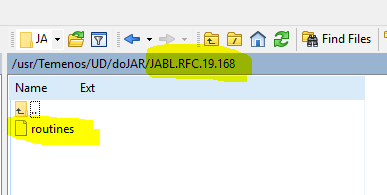 JA
Find Files
/usr/Temenos/UD/doJAR/JABL.RFC.19.168
Name Ext
..
routines